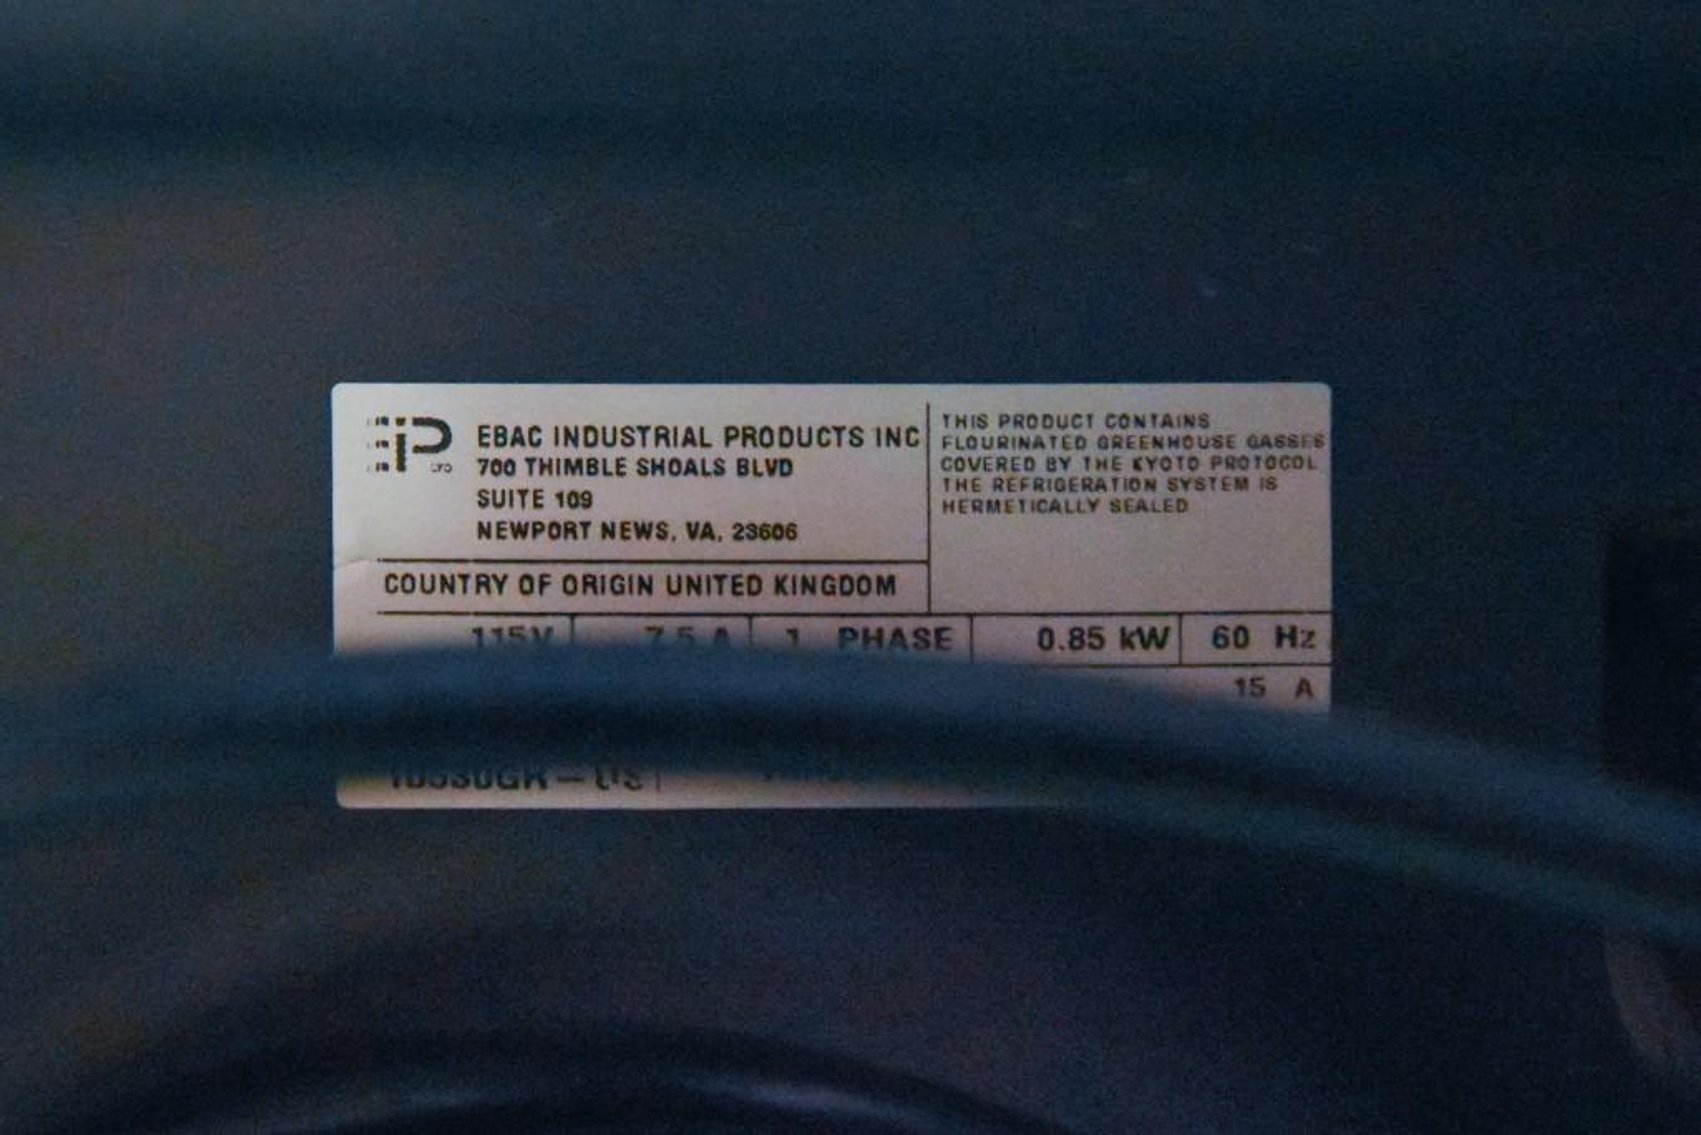 EBAC INDUSTRIAL PRODUCTS INC
700 THIMBLE SHOALS BLVD
SUITE 109
NEWPORT NEWS, VA, 23606
THIS PRODUCT CONTAINS
FLOURINATED GREENHOUSE GASSES
COVERED BY THE KYOTO PROTOCOL
THE REFRIGERATION SYSTEM IS
HERMETICALLY SEALED
COUNTRY OF ORIGIN UNITED KINGDOM
115V 7.5 A 1 PHASE 0.85 kW 60 Hz
15 A